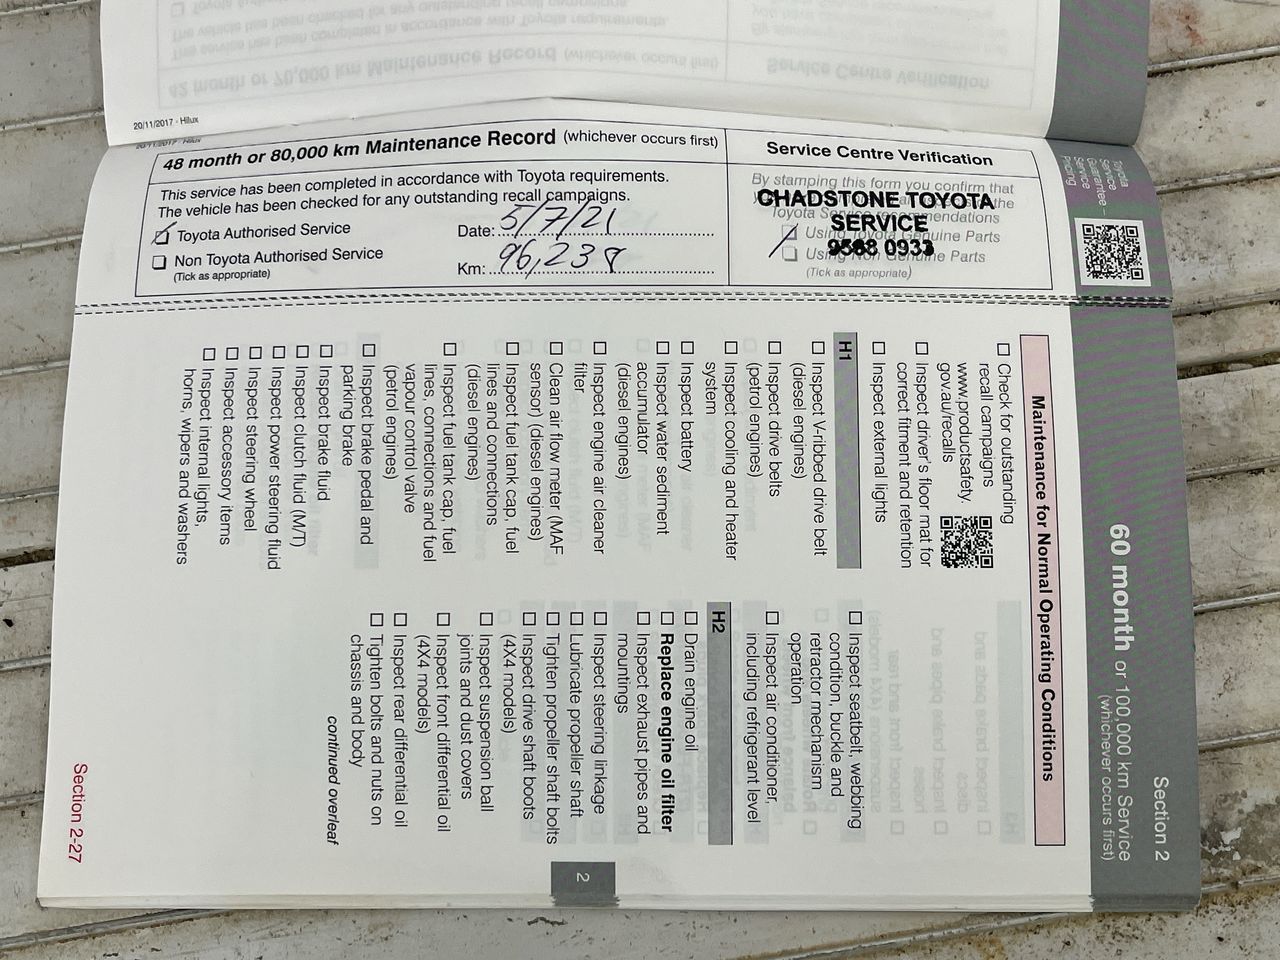 20/11/2017 - Hilux
48 month or 80,000 km Maintenance Record (whichever occurs first)
This service has been completed in accordance with Toyota requirements.
The vehicle has been checked for any outstanding recall campaigns.
Toyota Authorised Service
Non Toyota Authorised Service
(Tick as appropriate)
Date: 5/7/21
Km: 96,238
Service Centre Verification
By stamping this form you confirm that
the
Toyota Service recommendations
Using Toyota Genuine Parts
Using Non Genuine Parts
(Tick as appropriate)
CHADSTONE TOYOTA
SERVICE
0933
Toyota
Service
Guarantee –
Service
Pricing
Section 2
60 month or 100,000 km Service
(whichever occurs first)
Maintenance for Normal Operating Conditions
Check for outstanding
recall campaigns
www.productsafety.
gov.au/recalls
Inspect driver's floor mat for
correct fitment and retention
Inspect external lights
H1
Inspect V-ribbed drive belt
(diesel engines)
Inspect drive belts
(petrol engines)
Inspect cooling and heater
system
Inspect battery
Inspect water sediment
accumulator
(diesel engines)
Inspect engine air cleaner
filter
Clean air flow meter (MAF
sensor) (diesel engines)
Inspect fuel tank cap, fuel
lines and connections
(diesel engines)
Inspect fuel tank cap, fuel
lines, connections and fuel
vapour control valve
(petrol engines)
Inspect brake pedal and
parking brake
Inspect brake fluid
Inspect clutch fluid (M/T)
Inspect power steering fluid
Inspect steering wheel
Inspect accessory items
Inspect internal lights,
horns, wipers and washers
Inspect seatbelt, webbing
condition, buckle and
retractor mechanism
operation
Inspect air conditioner,
including refrigerant level
H2
Drain engine oil
Replace engine oil filter
Inspect exhaust pipes and
mountings
Inspect steering linkage
Lubricate propeller shaft
Tighten propeller shaft bolts
Inspect drive shaft boots
(4X4 models)
Inspect suspension ball
joints and dust covers
Inspect front differential oil
(4X4 models)
Inspect rear differential oil
Tighten bolts and nuts on
chassis and body
continued overleaf
2
Section 2-27